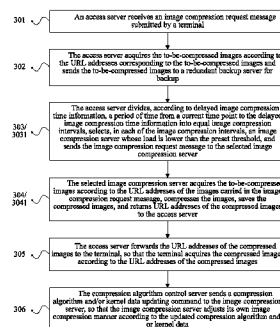 301
An access server receives an image compression request message
submitted by a terminal
302
The access server acquires the to-be-compressed images according to
the URL addresses corresponding to the to-be-compressed images and
sends the to-be-compressed images to a redundant backup server for
backup
303/
3031
The access server divides, according to delayed image compression
time information, a period of time from a current time point to the delayed
image compression time information into equal image compression
intervals, selects, in each of the image compression intervals, an image
compression server whose load is lower than the preset threshold, and
sends the image compression request message to the selected image
compression server
304/
3041
The selected image compression server acquires the to-be-compressed
images according to the URL addresses of the images carried in the image
compression request message, compresses the images, saves the
compressed images, and returns URL addresses of the compressed images
to the access server
305
The access server forwards the URL addresses of the compressed
images to the terminal, so that the terminal acquires the compressed images
according to the URL addresses of the compressed images
306
The compression algorithm control server sends a compression
algorithm and/or kernel data updating command to the image compression
server, so that the image compression server adjusts its own image
compression manner according to the updated compression algorithm and/
or kernel data